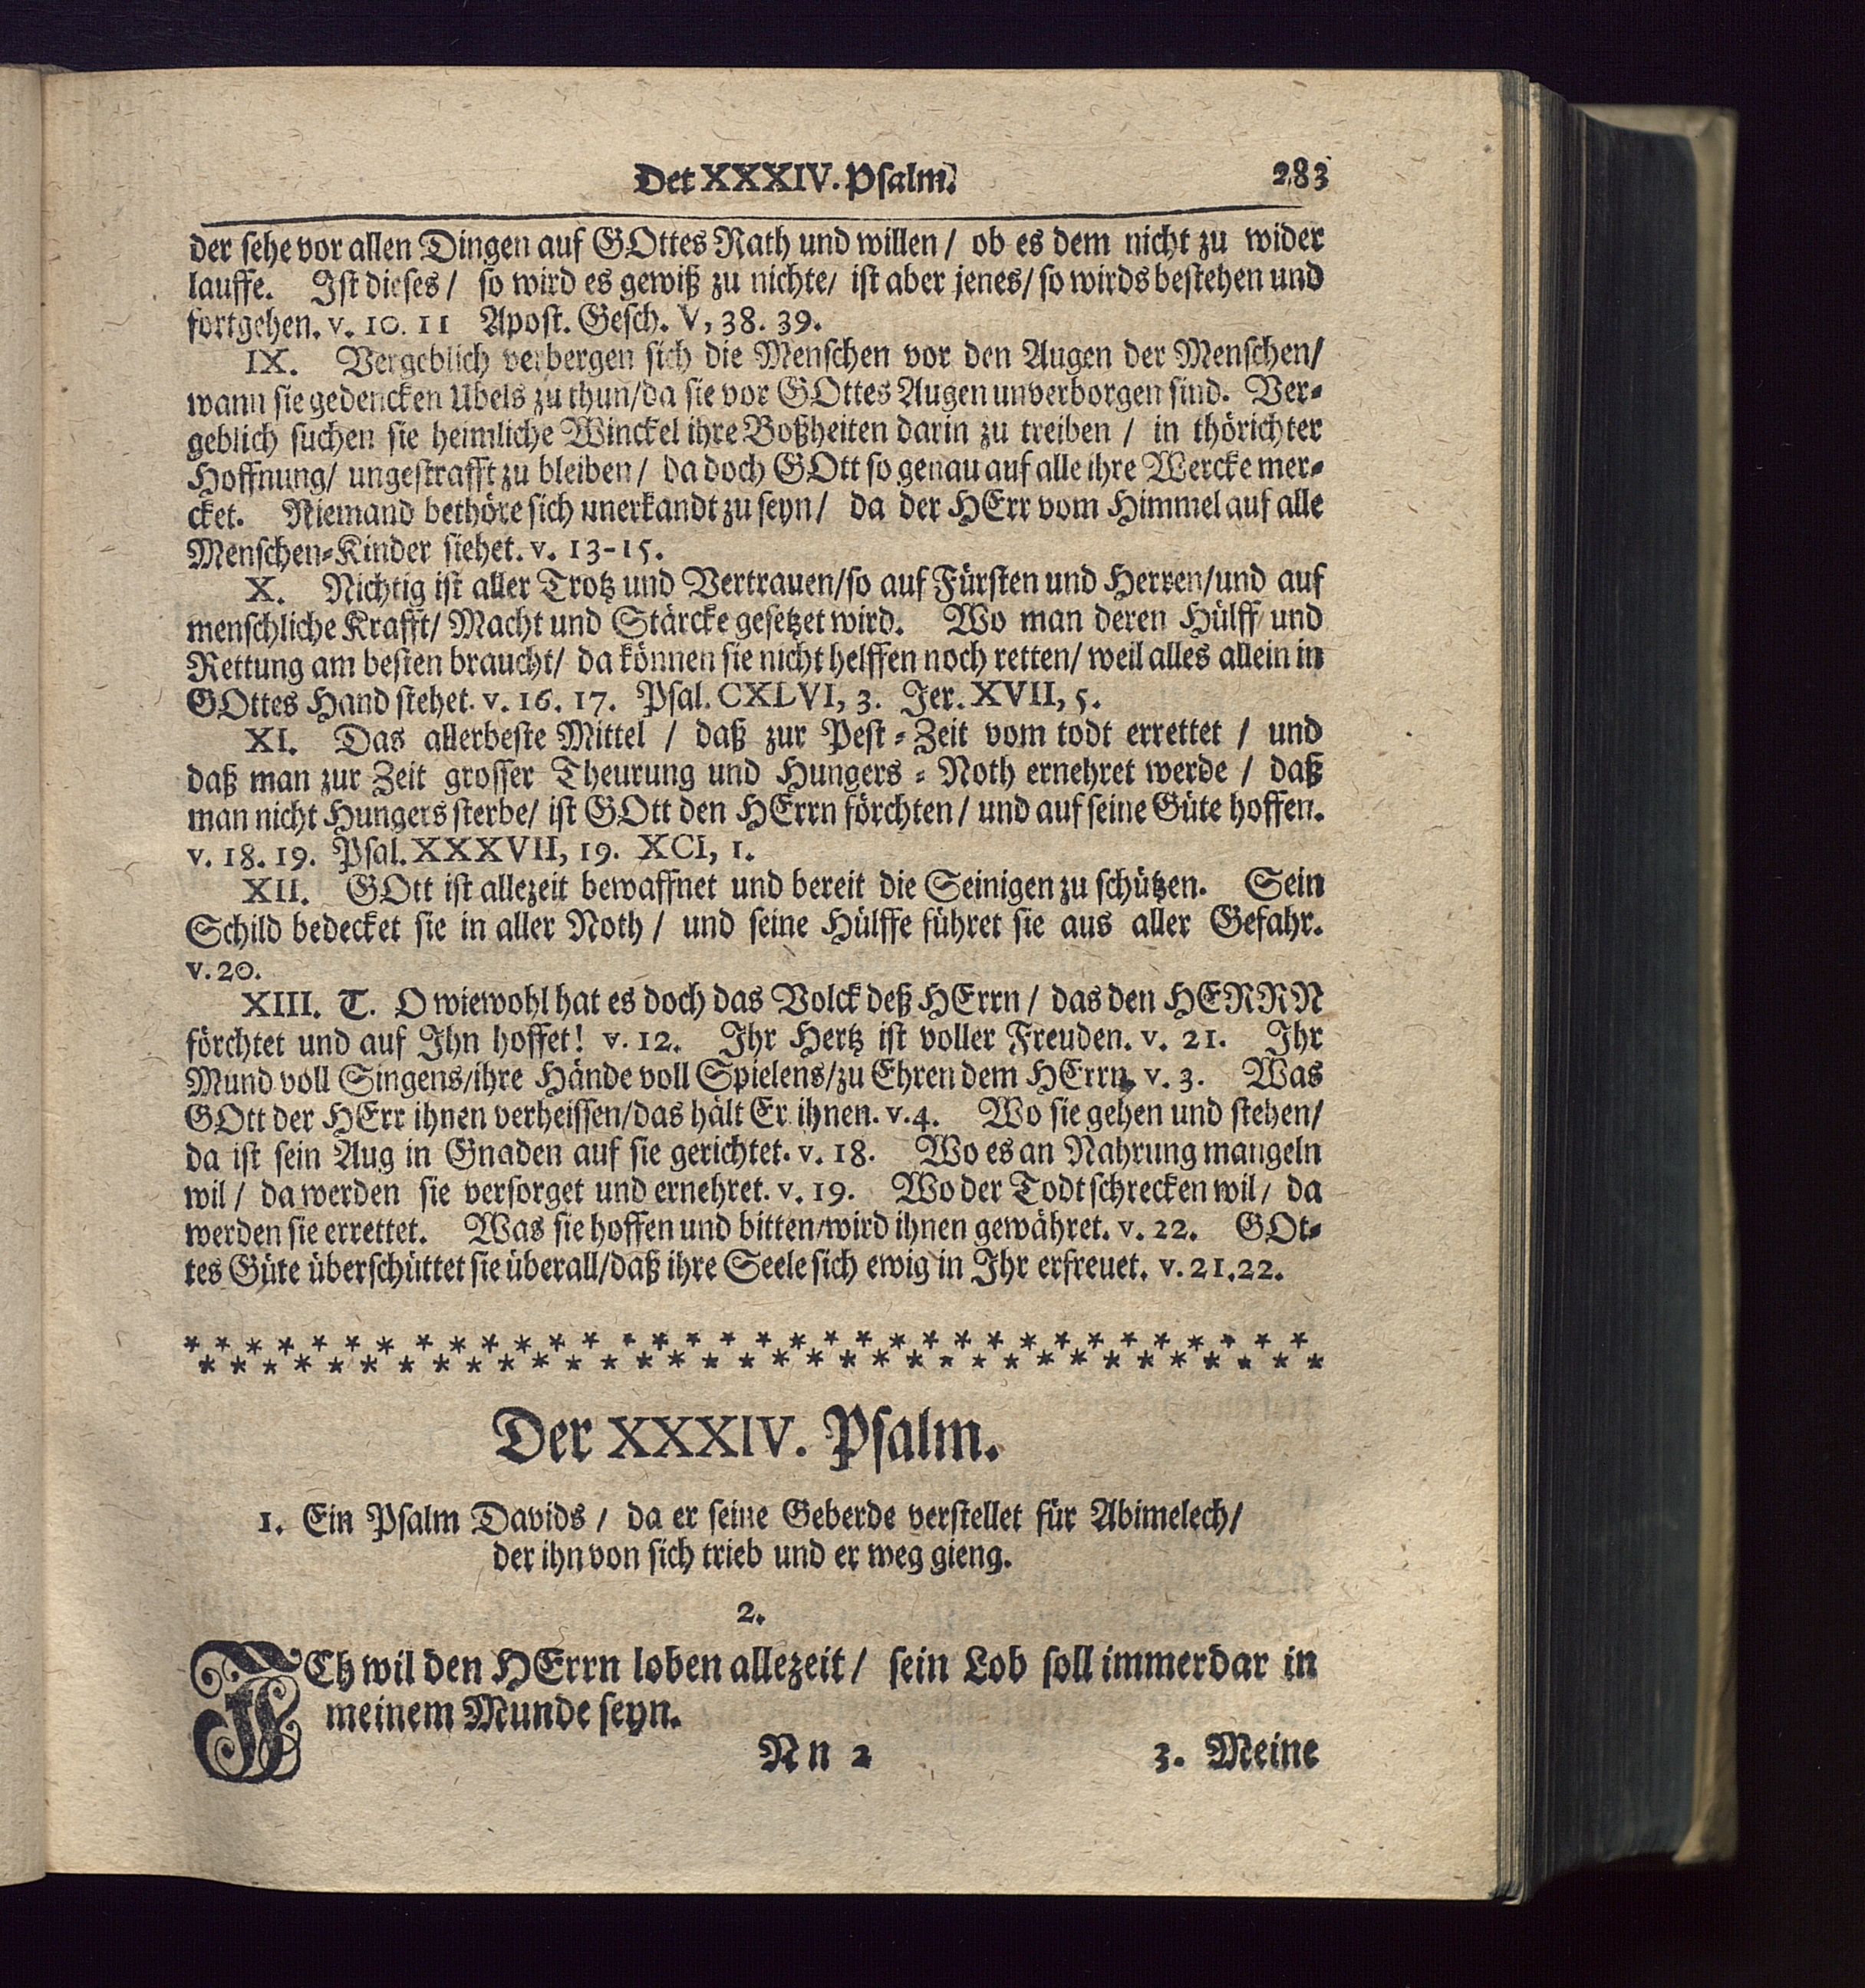 Det XXXIV. Psalm. 283
der sehe vor allen Dingen auf GOttes Rath und willen / ob es dem nicht zu wider
lauffe. Ist dieses / so wird es gewiß zu nichte / ist aber jenes / so wirds bestehen und
fortgehen. v. 10. 11 Apost. Gesch. V, 38. 39.
IX. Vergeblich verbergen sich die Menschen vor den Augen der Menschen /
wann sie gedencken Ubels zu thun / da sie vor GOttes Augen unverborgen sind. Ver-
geblich suchen sie heimliche Winckel ihre Boßheiten darin zu treiben / in thörichter
Hoffnung / ungestrafft zu bleiben / da doch GOtt so genau auf alle ihre Wercke mer-
cket. Niemand bethöre sich unerkandt zu seyn / da der HErr vom Himmel auf alle
Menschen-Kinder siehet. v. 13-15.
X. Nichtig ist aller Trotz und Vertrauen / so auf Fürsten und Herren / und auf
menschliche Krafft / Macht und Stärcke gesetzet wird. Wo man deren Hülff und
Rettung am besten braucht / da können sie nicht helffen noch retten / weil alles allein in
GOttes Hand stehet. v. 16. 17. Psal. CXLVI, 3. Jer. XVII, 5.
XI. Das allerbeste Mittel / daß zur Pest-Zeit vom todt errettet / und
daß man zur Zeit grosser Theurung und Hungers-Noth ernehret werde / daß
man nicht Hungers sterbe / ist GOtt den HErrn förchten / und auf seine Güte hoffen.
v. 18. 19. Psal. XXXVII, 19. XCI, 1.
XII. GOtt ist allezeit bewaffnet und bereit die Seinigen zu schützen. Sein
Schild bedecket sie in aller Noth / und seine Hülffe führet sie aus aller Gefahr.
v. 20.
XIII. T. O wiewohl hat es doch das Volck deß HErrn / das den HERRN
förchtet und auf Ihn hoffet! v. 12. Ihr Hertz ist voller Freuden. v. 21. Ihr
Mund voll Singens / ihre Hände voll Spielens / zu Ehren dem HErrn. v. 3. Was
GOtt der HErr ihnen verheissen / das hält Er ihnen. v. 4. Wo sie gehen und stehen /
da ist sein Aug in Gnaden auf sie gerichtet. v. 18. Wo es an Nahrung mangeln
wil / da werden sie versorget und ernehret. v. 19. Wo der Todt schrecken wil / da
werden sie errettet. Was sie hoffen und bitten / wird ihnen gewähret. v. 22. GOt-
tes Güte überschüttet sie überall / daß ihre Seele sich ewig in Ihr erfreuet. v. 21. 22.
Der XXXIV. Psalm.
1. Ein Psalm Davids / da er seine Geberde verstellet für Abimelech /
der ihn von sich trieb und er weg gieng.
2.
ICh wil den HErrn loben allezeit / sein Lob soll immerdar in
meinem Munde seyn.
Nn 2 3. Meine